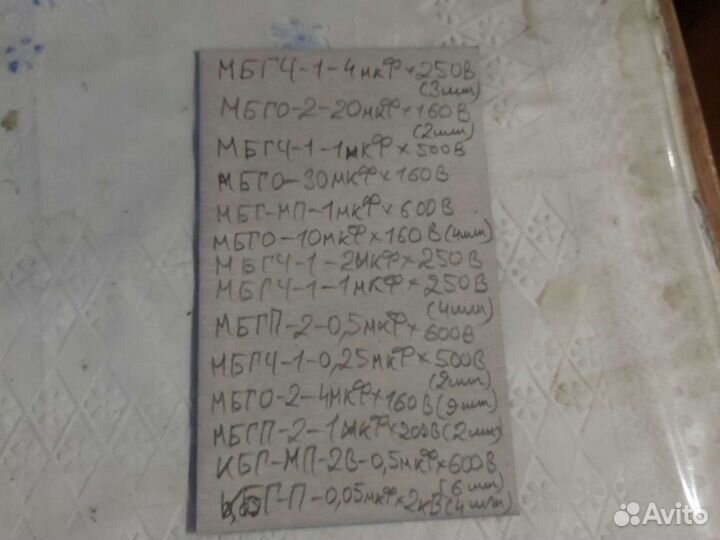 МБГЧ-1-4мкФ×250В
(3шт)
МБГО-2-20мкФ×160В
(2шт)
МБГЧ-1-1мкФ×500В
МБГО-30мкФ×160В
МБГ-МП-1мкФ×600В
МБГО-10мкФ×160В(4шт)
МБГЧ-1-2мкФ×250В
МБГЧ-1-1мкФ×250В
(4шт)
МБГП-2-0,5мкФ×600В
МБГЧ-1-0,25мкФ×500В
(2шт)
МБГО-2-4мкФ×160В(9шт)
МБГП-2-1мкФ×200В(2шт)
КБГ-МП-2В-0,5мкФ×600В
(6шт)
КБГ-П-0,05мкФ×2кВ(4шт)
Avito